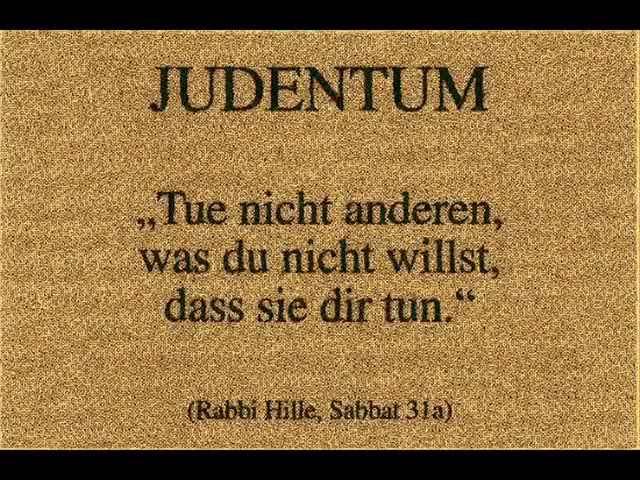 JUDENTUM
„Tue nicht anderen,
was du nicht willst,
dass sie dir tun.“
(Rabbi Hille, Sabbat 31a)